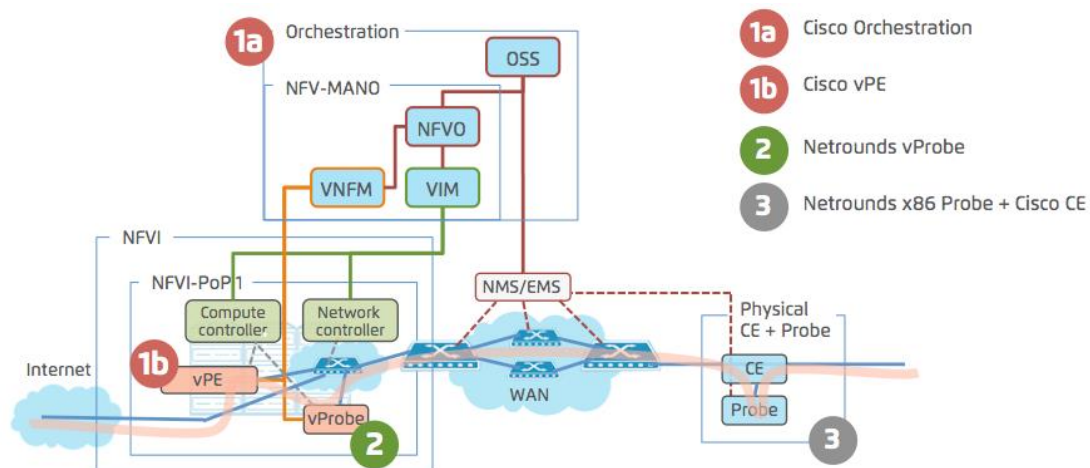 1a
Orchestration
OSS
NFV-MANO
NFVO
VNFM
VIM
NFVI
NFVI-PoP 1
Compute
controller
Network
controller
NMS/EMS
Physical
CE + Probe
Internet
1b
vPE
vProbe
2
WAN
CE
Probe
3
1a
Cisco Orchestration
1b
Cisco vPE
2
Netrounds vProbe
3
Netrounds x86 Probe + Cisco CE